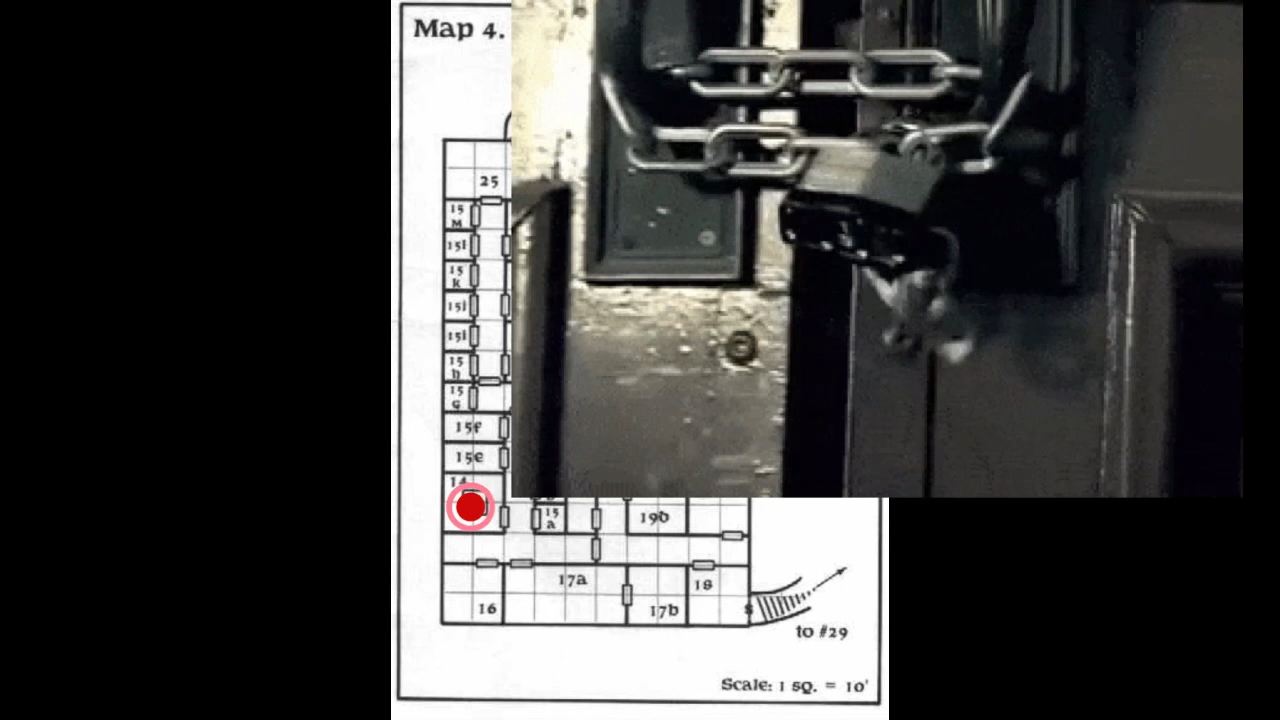 Map 4.
25
15
M
15l
15
k
15j
15i
15
h
15
g
15f
15e
14
15
a
19b
17a
18
16
17b
S
to #29
Scale: 1 sq. = 10'